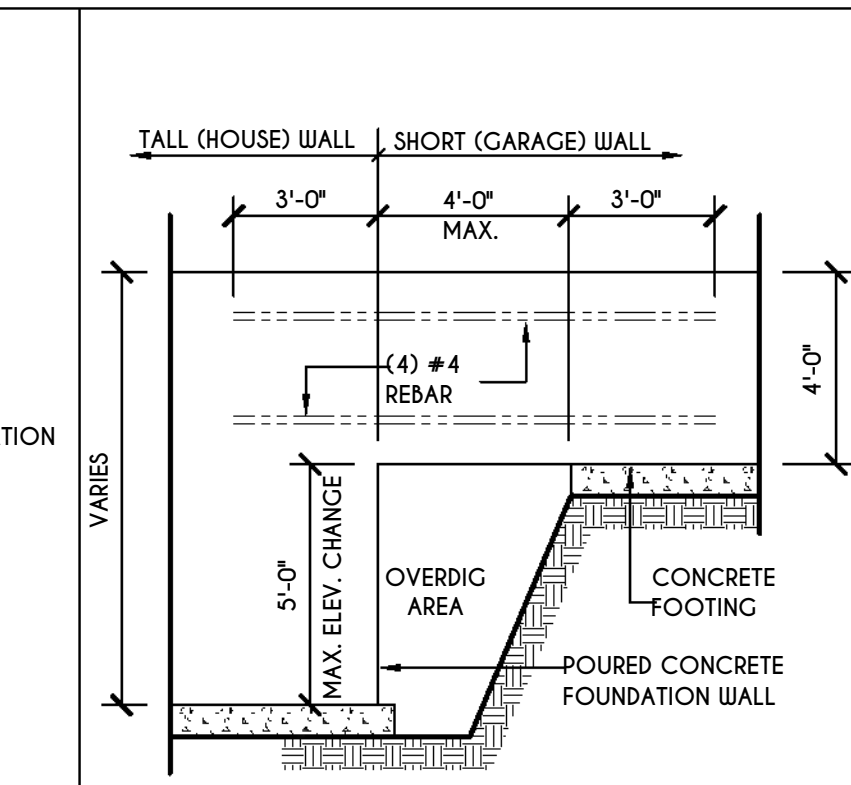 TALL (HOUSE) WALL
SHORT (GARAGE) WALL
3'-0"
4'-0"
MAX.
3'-0"
(4) #4
REBAR
4'-0"
TION
VARIES
5'-0"
MAX. ELEV. CHANGE
OVERDIG
AREA
CONCRETE
FOOTING
POURED CONCRETE
FOUNDATION WALL